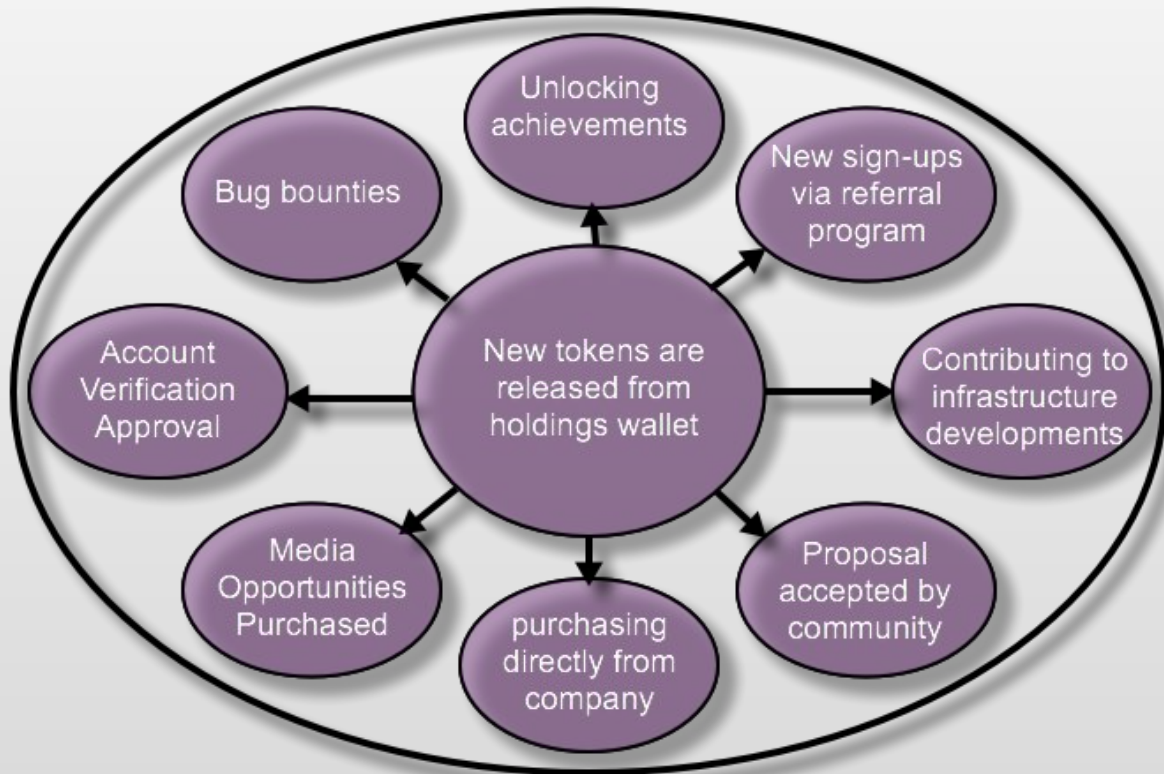 Unlocking
achievements
New sign-ups
via referral
program
Bug bounties
Account
Verification
Approval
New tokens are
released from
holdings wallet
Contributing to
infrastructure
developments
Media
Opportunities
Purchased
purchasing
directly from
company
Proposal
accepted by
community